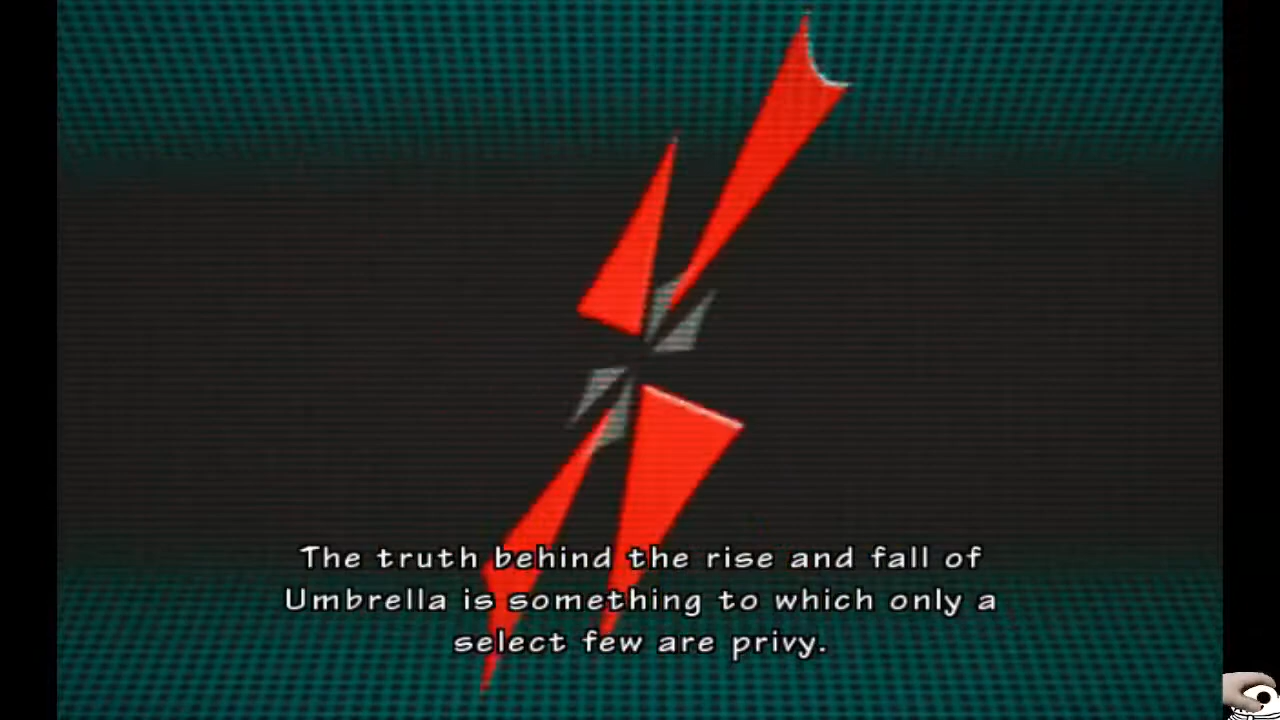 The truth behind the rise and fall of
Umbrella is something to which only a
select few are privy.